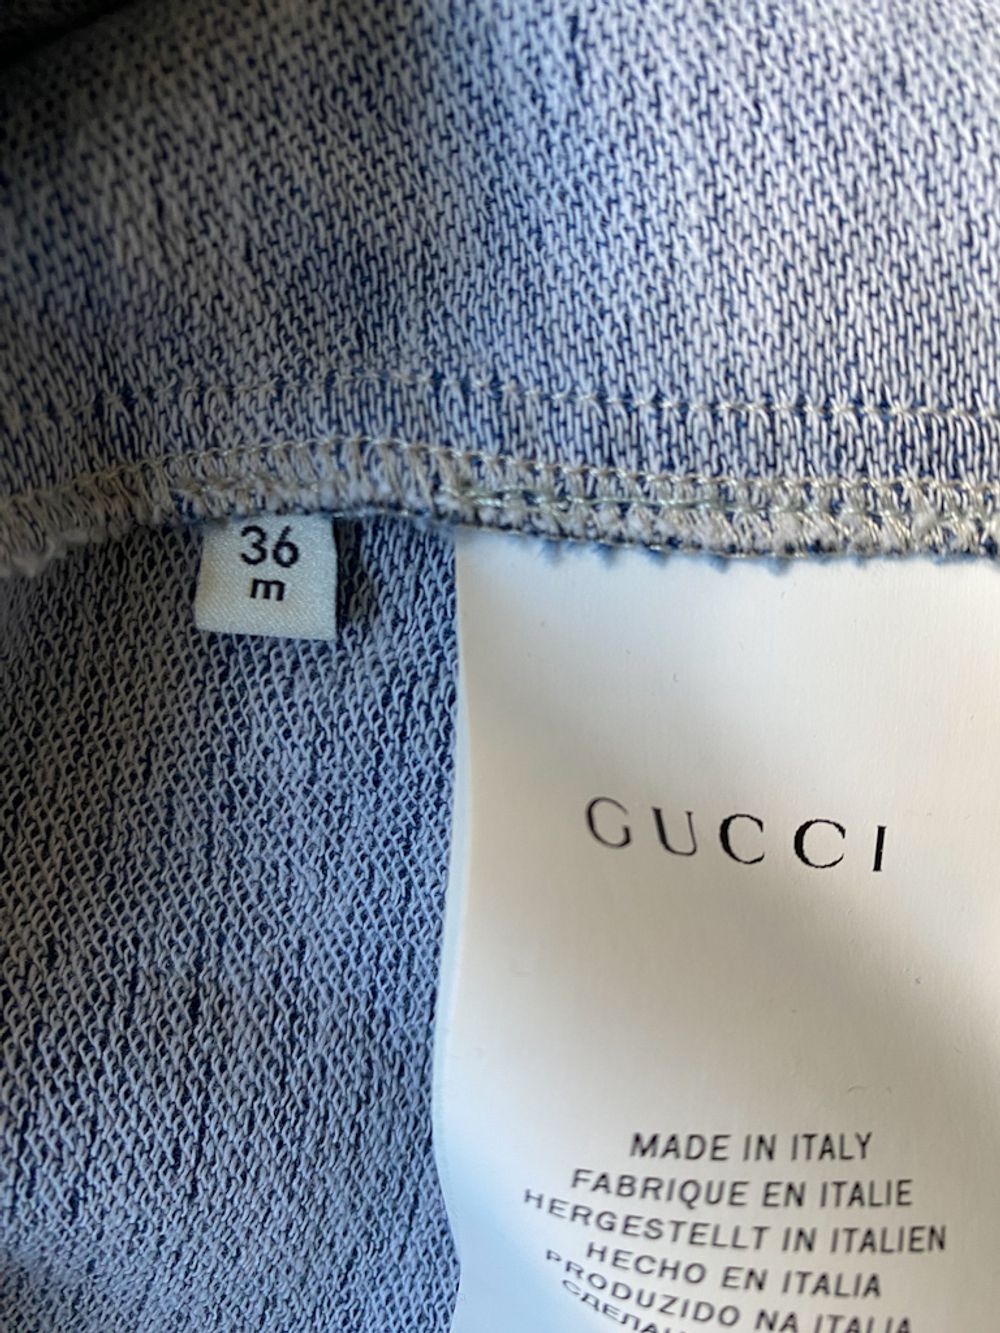 36
m
GUCCI
MADE IN ITALY
FABRIQUE EN ITALIE
HERGESTELLT IN ITALIEN
HECHO EN ITALIA
PRODUZIDO NA ITALIA